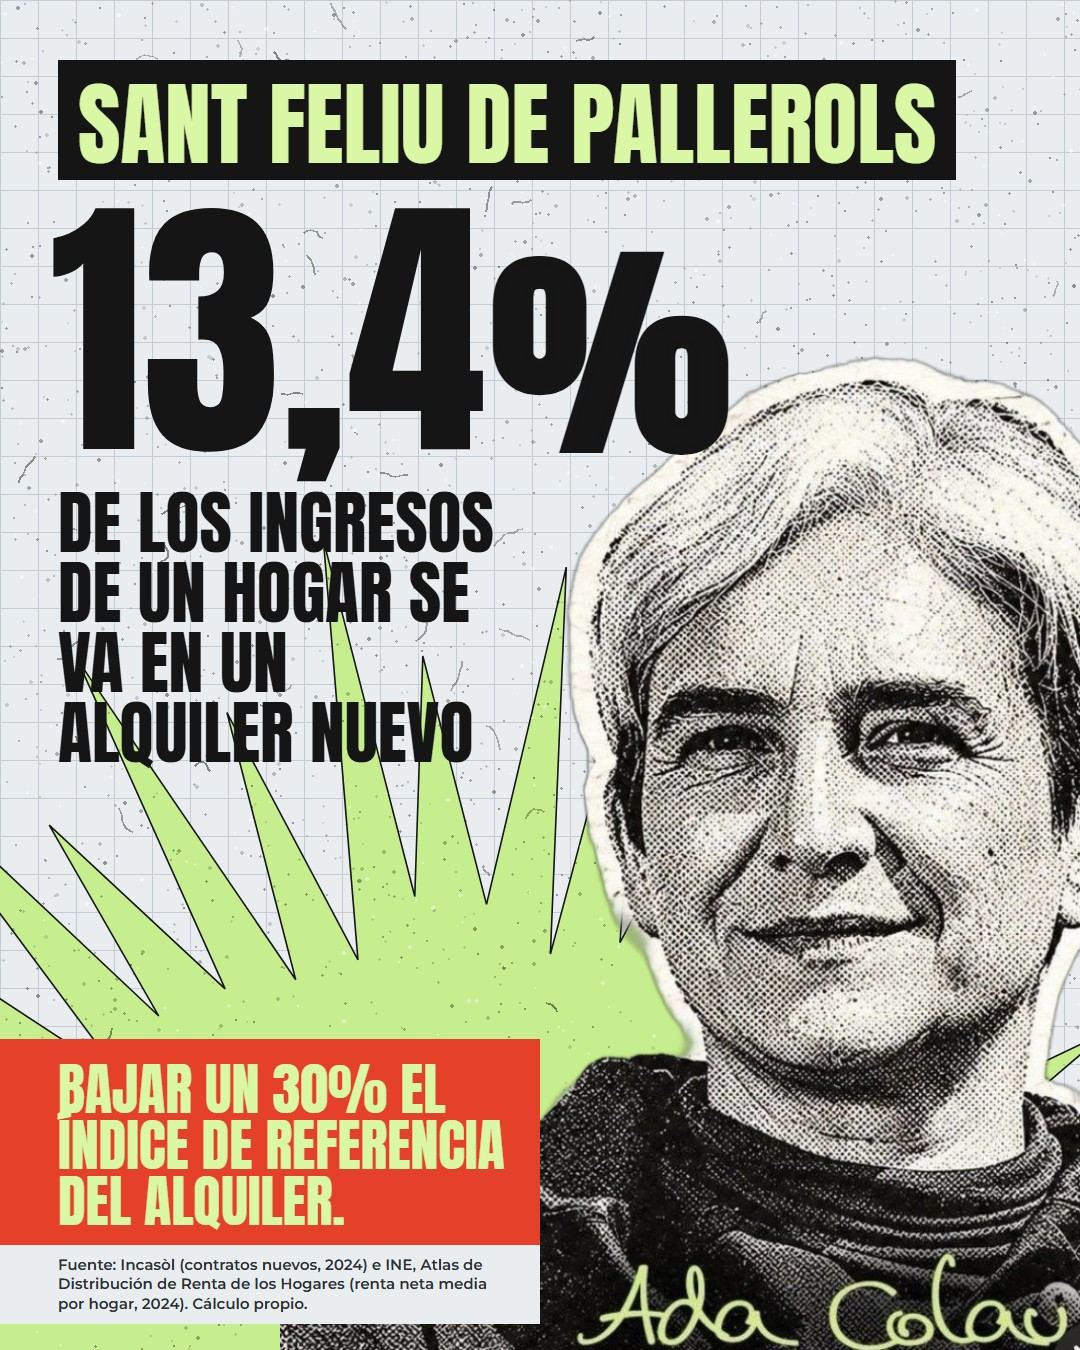 SANT FELIU DE PALLEROLS
13,4%
DE LOS INGRESOS
DE UN HOGAR SE
VA EN UN
ALQUILER NUEVO
BAJAR UN 30% EL
ÍNDICE DE REFERENCIA
DEL ALQUILER.
Fuente: Incasòl (contratos nuevos, 2024) e INE, Atlas de
Distribución de Renta de los Hogares (renta neta media
por hogar, 2024). Cálculo propio.
Ada Colau